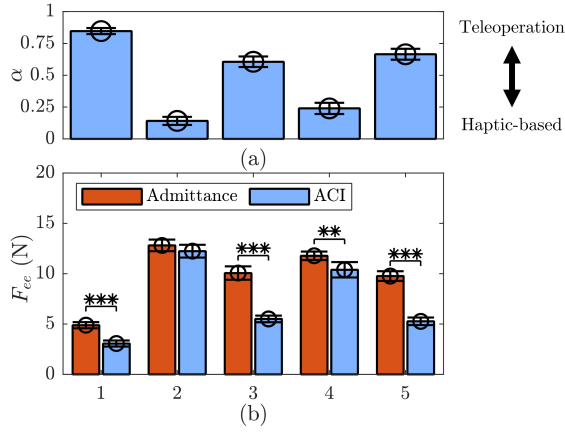 1
0.75
0.5
0.25
0
α
Teleoperation
Haptic-based
(a)
20
15
10
5
0
F_ee (N)
Admittance ACI
*** *** ** ***
1 2 3 4 5
(b)